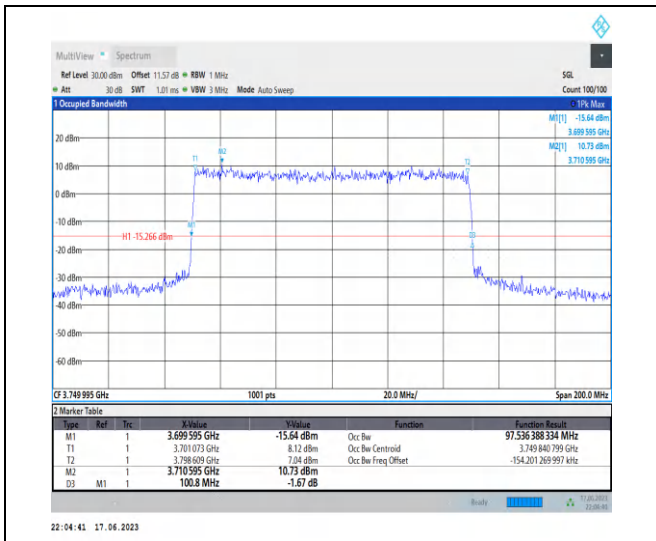 MultiView Spectrum
Ref Level 30.00 dBm Offset 11.57 dB RBW 1 MHz SGL
Att 30 dB SWT 1.01 ms VBW 3 MHz Mode Auto Sweep Count 100/100
1 Occupied Bandwidth 1Pk Max
M1[1] -15.64 dBm
3.699 595 GHz
M2[1] 10.73 dBm
3.710 595 GHz
20 dBm
T1 M2 T2
10 dBm
0 dBm
-10 dBm
M1
H1 -15.266 dBm D3
-20 dBm
-30 dBm
-40 dBm
-50 dBm
-60 dBm
CF 3.749 995 GHz 1001 pts 20.0 MHz/ Span 200.0 MHz
2 Marker Table
Type Ref Trc X-Value Y-Value Function Function Result
M1 1 3.699 595 GHz -15.64 dBm Occ Bw 97.536 388 334 MHz
T1 1 3.701 073 GHz 8.12 dBm Occ Bw Centroid 3.749 840 799 GHz
T2 1 3.798 609 GHz 7.04 dBm Occ Bw Freq Offset -154.201 269 997 kHz
M2 1 3.710 595 GHz 10.73 dBm
D3 M1 1 100.8 MHz -1.67 dB
Ready
22:04:41 17.06.2023